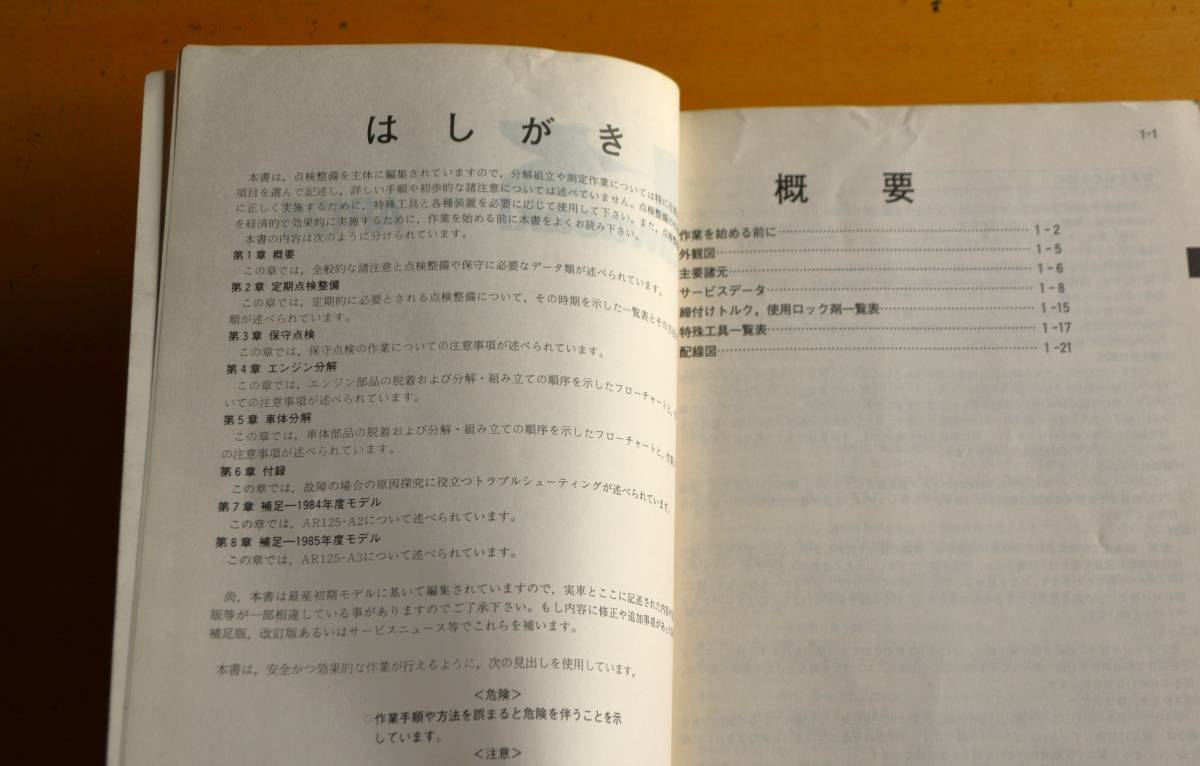 はしがき
本書は，点検整備を主体に編集されていますので，分解組立や測定作業については特に
項目を選んで記述し，詳しい手順や初歩的な諸注意については述べていません。点検整備
に正しく実施するために，特殊工具と各種装置を必要に応じて使用して下さい。また，点検
を経済的で効果的に実施するために，作業を始める前に本書をよくお読み下さい。
本書の内容は次のように分けられています。
第1章 概要
この章では，全般的な諸注意と点検整備や保守に必要なデータ類が述べられています。
第2章 定期点検整備
この章では，定期的に必要とされる点検整備について，その時期を示した一覧表とその
順が述べられています。
第3章 保守点検
この章では，保守点検の作業についての注意事項が述べられています。
第4章 エンジン分解
この章では，エンジン部品の脱着および分解・組み立ての順序を示したフローチャートと，
いての注意事項が述べられています。
第5章 車体分解
この章では，車体部品の脱着および分解・組み立ての順序を示したフローチャートと，作業
の注意事項が述べられています。
第6章 付録
この章では，故障の場合の原因探究に役立つトラブルシューティングが述べられています。
第7章 補足―1984年度モデル
この章では，AR125-A2について述べられています。
第8章 補足―1985年度モデル
この章では，AR125-A3について述べられています。
尚，本書は最産初期モデルに基いて編集されていますので，実車とここに記述された内容
版等が一部相違している事がありますのでご了承下さい。もし内容に修正や追加事項があった
補足版，改訂版あるいはサービスニュース等でこれらを補います。
本書は，安全かつ効果的な作業が行えるように，次の見出しを使用しています。
＜危険＞
○作業手順や方法を誤まると危険を伴うことを示
しています。
＜注意＞
1-1
概要
作業を始める前に……1-2
外観図……1-5
主要諸元……1-6
サービスデータ……1-8
締付けトルク，使用ロック剤一覧表……1-15
特殊工具一覧表……1-17
配線図……1-21